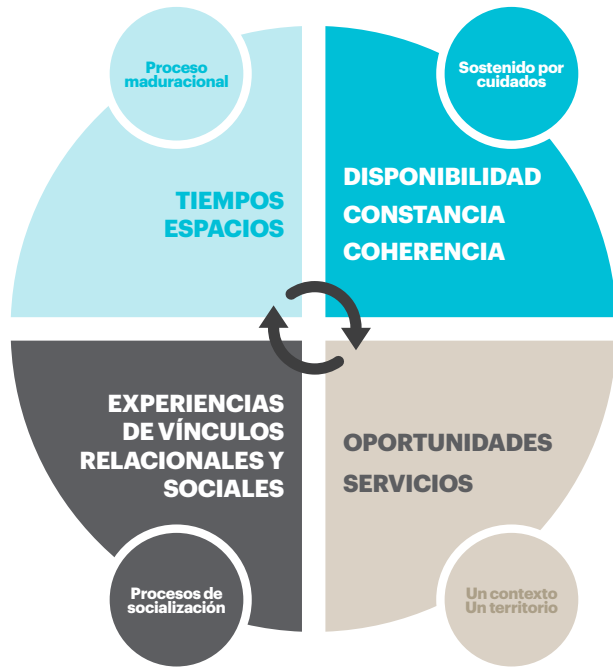 Proceso
maduracional
TIEMPOS
ESPACIOS
Sostenido por
cuidados
DISPONIBILIDAD
CONSTANCIA
COHERENCIA
EXPERIENCIAS
DE VÍNCULOS
RELACIONALES Y
SOCIALES
Procesos de
socialización
OPORTUNIDADES
SERVICIOS
Un contexto
Un territorio